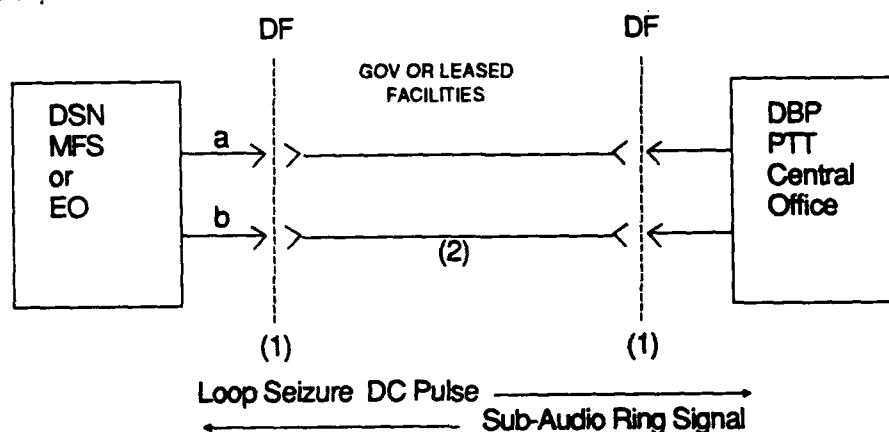 DF
DF
GOV OR LEASED
FACILITIES
DSN
MFS
or
EO
a
b
DBP
PTT
Central
Office
(2)
(1)
(1)
Loop Seizure DC Pulse
Sub-Audio Ring Signal